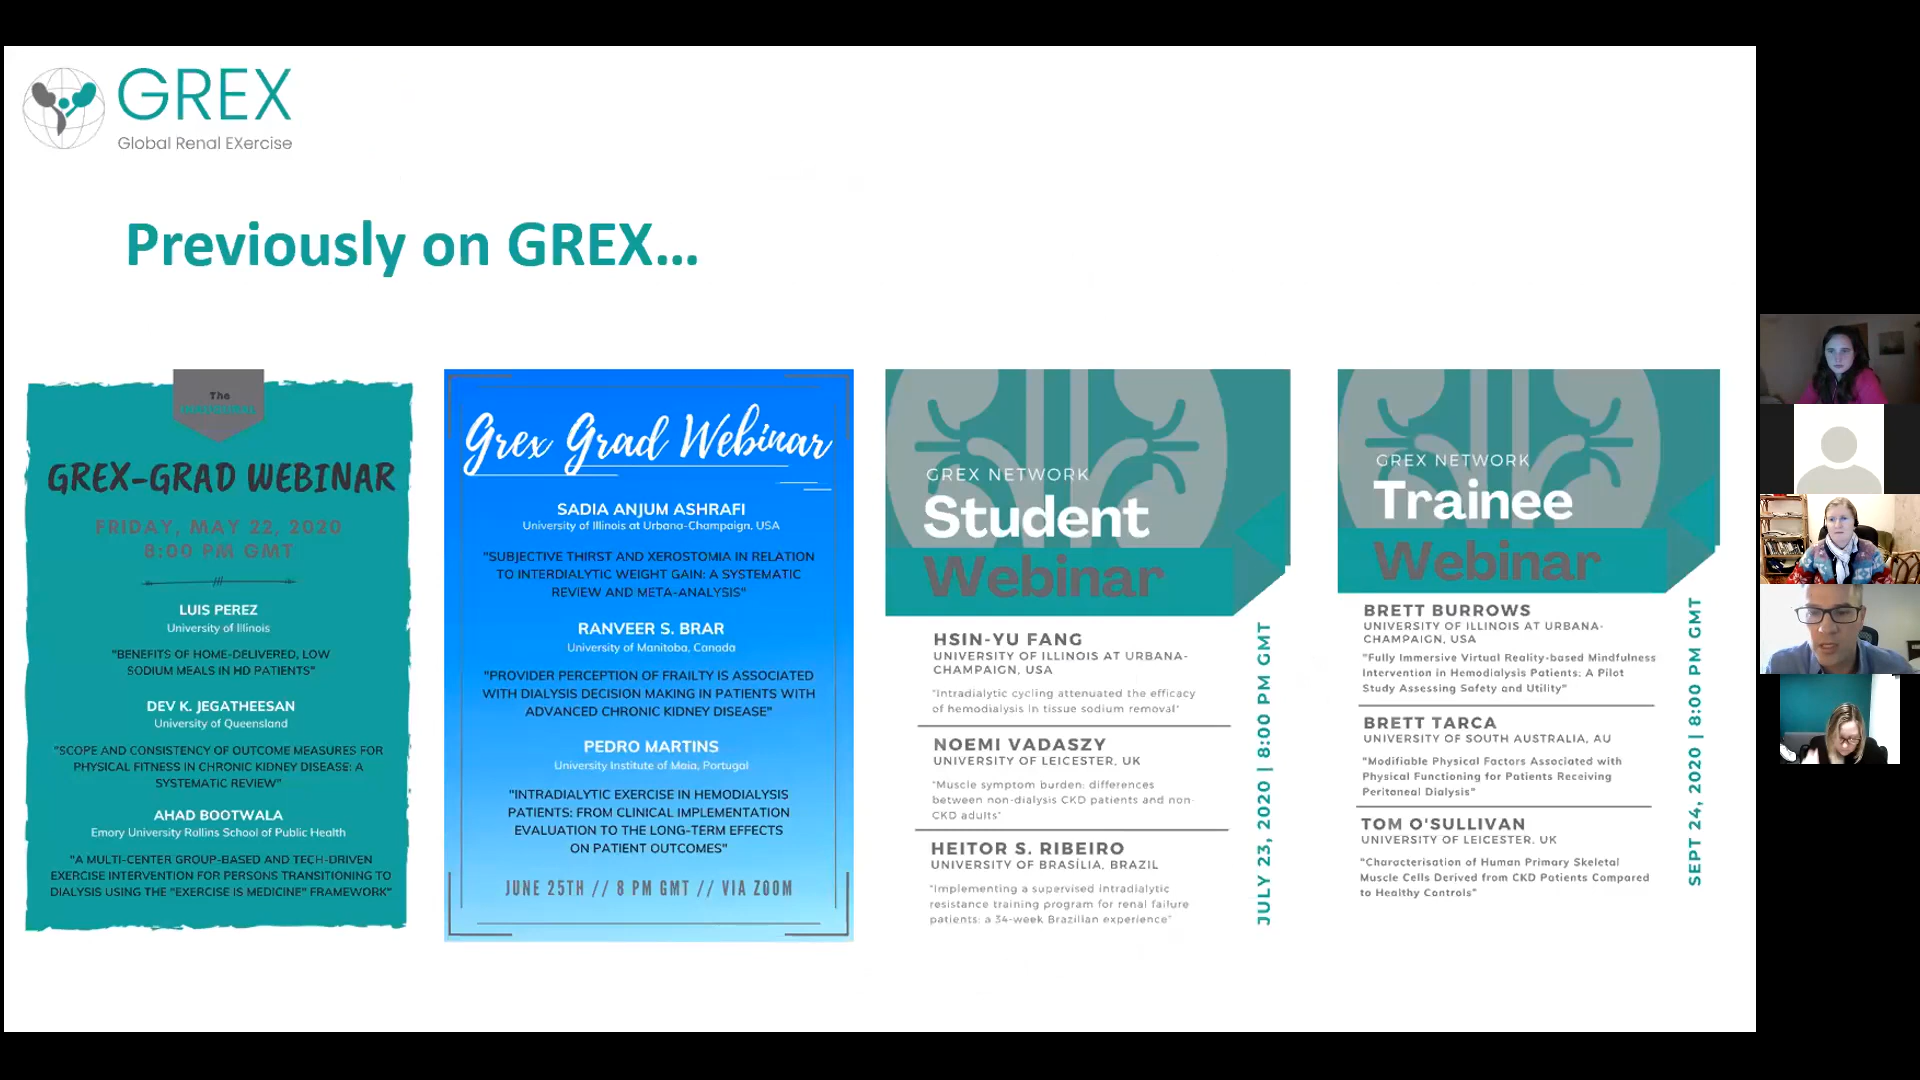 GREX
Global Renal EXercise
Previously on GREX...
The
GREX-GRAD WEBINAR
FRIDAY, MAY 22, 2020
8:00 PM GMT
LUIS PEREZ
University of Illinois
"BENEFITS OF HOME-DELIVERED, LOW
SODIUM MEALS IN HD PATIENTS"
DEV K. JEGATHEESAN
University of Queensland
"SCOPE AND CONSISTENCY OF OUTCOME MEASURES FOR
PHYSICAL FITNESS IN CHRONIC KIDNEY DISEASE: A
SYSTEMATIC REVIEW"
AHAD BOOTWALA
Emory University Rollins School of Public Health
"A MULTI-CENTER GROUP-BASED AND TECH-DRIVEN
EXERCISE INTERVENTION FOR PERSONS TRANSITIONING TO
DIALYSIS USING THE "EXERCISE IS MEDICINE" FRAMEWORK"
Grex Grad Webinar
SADIA ANJUM ASHRAFI
University of Illinois at Urbana-Champaign, USA
"SUBJECTIVE THIRST AND XEROSTOMIA IN RELATION
TO INTERDIALYTIC WEIGHT GAIN: A SYSTEMATIC
REVIEW AND META-ANALYSIS"
RANVEER S. BRAR
University of Manitoba, Canada
"PROVIDER PERCEPTION OF FRAILTY IS ASSOCIATED
WITH DIALYSIS DECISION MAKING IN PATIENTS WITH
ADVANCED CHRONIC KIDNEY DISEASE"
PEDRO MARTINS
University Institute of Maia, Portugal
"INTRADIALYTIC EXERCISE IN HEMODIALYSIS
PATIENTS: FROM CLINICAL IMPLEMENTATION
EVALUATION TO THE LONG-TERM EFFECTS
ON PATIENT OUTCOMES"
JUNE 25TH // 8 PM GMT // VIA ZOOM
GREX NETWORK
Student
Webinar
HSIN-YU FANG
UNIVERSITY OF ILLINOIS AT URBANA-
CHAMPAIGN, USA
"Intradialytic cycling attenuated the efficacy
of hemodialysis in tissue sodium removal"
NOEMI VADASZY
UNIVERSITY OF LEICESTER, UK
"Muscle symptom burden: differences
between non-dialysis CKD patients and non-
CKD adults"
HEITOR S. RIBEIRO
UNIVERSITY OF BRASÍLIA, BRAZIL
"Implementing a supervised intradialytic
resistance training program for renal failure
patients: a 34-week Brazilian experience"
JULY 23, 2020 | 8:00 PM GMT
GREX NETWORK
Trainee
Webinar
BRETT BURROWS
UNIVERSITY OF ILLINOIS AT URBANA-
CHAMPAIGN, USA
"Fully Immersive Virtual Reality-based Mindfulness
Intervention in Hemodialysis Patients: A Pilot
Study Assessing Safety and Utility"
BRETT TARCA
UNIVERSITY OF SOUTH AUSTRALIA, AU
"Modifiable Physical Factors Associated with
Physical Functioning for Patients Receiving
Peritoneal Dialysis"
TOM O'SULLIVAN
UNIVERSITY OF LEICESTER, UK
"Characterisation of Human Primary Skeletal
Muscle Cells Derived from CKD Patients Compared
to Healthy Controls"
SEPT 24, 2020 | 8:00 PM GMT